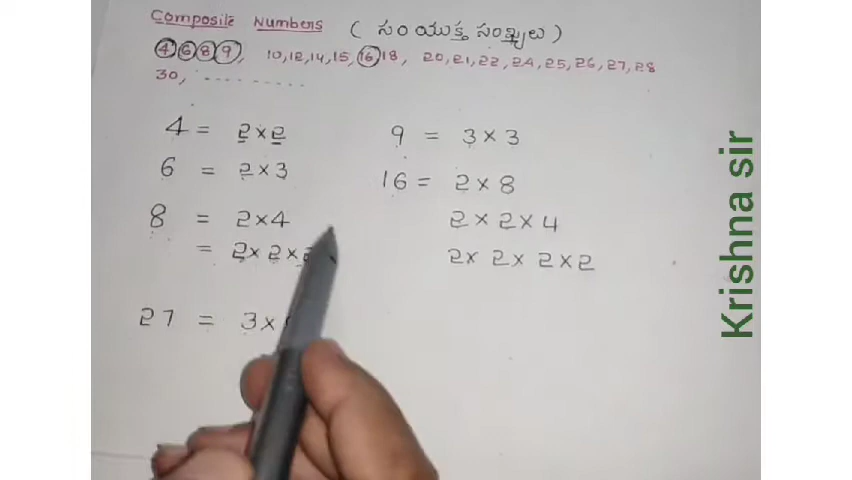 Composite Numbers ( సంయుక్త సంఖ్యలు )
4, 6, 8, 9, 10, 12, 14, 15, 16, 18, 20, 21, 22, 24, 25, 26, 27, 28
30, ..........
4 = 2 × 2
6 = 2 × 3
8 = 2 × 4
= 2 × 2 ×
27 = 3 ×
9 = 3 × 3
16 = 2 × 8
2 × 2 × 4
2 × 2 × 2 × 2
Krishna sir